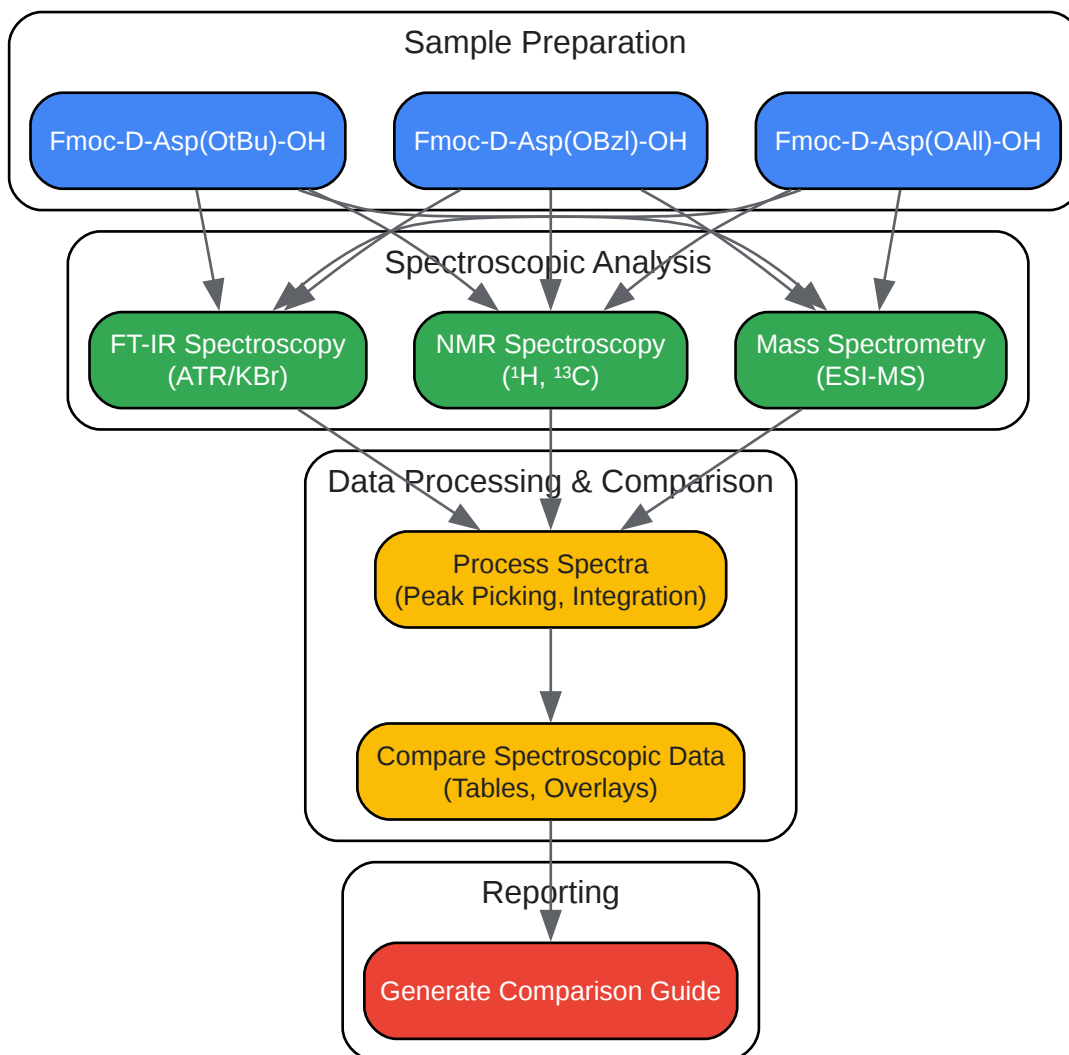 Sample Preparation
Fmoc-D-Asp(OtBu)-OH
Fmoc-D-Asp(OBzl)-OH
Fmoc-D-Asp(OAll)-OH
Spectroscopic Analysis
FT-IR Spectroscopy
(ATR/KBr)
NMR Spectroscopy
(¹H, ¹³C)
Mass Spectrometry
(ESI-MS)
Data Processing & Comparison
Process Spectra
(Peak Picking, Integration)
Compare Spectroscopic Data
(Tables, Overlays)
Reporting
Generate Comparison Guide